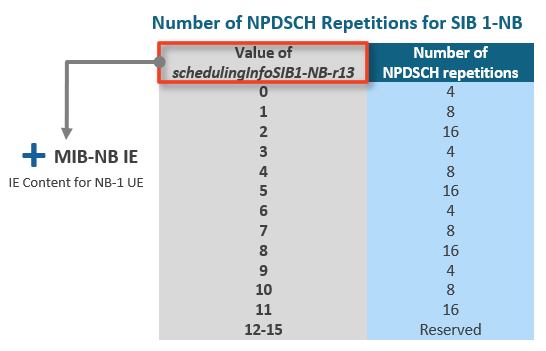 Number of NPDSCH Repetitions for SIB 1-NB
Value of
schedulingInfoSIB1-NB-r13
Number of
NPDSCH repetitions
0 4
1 8
2 16
3 4
4 8
5 16
6 4
7 8
8 16
9 4
10 8
11 16
12-15 Reserved
+ MIB-NB IE
IE Content for NB-1 UE